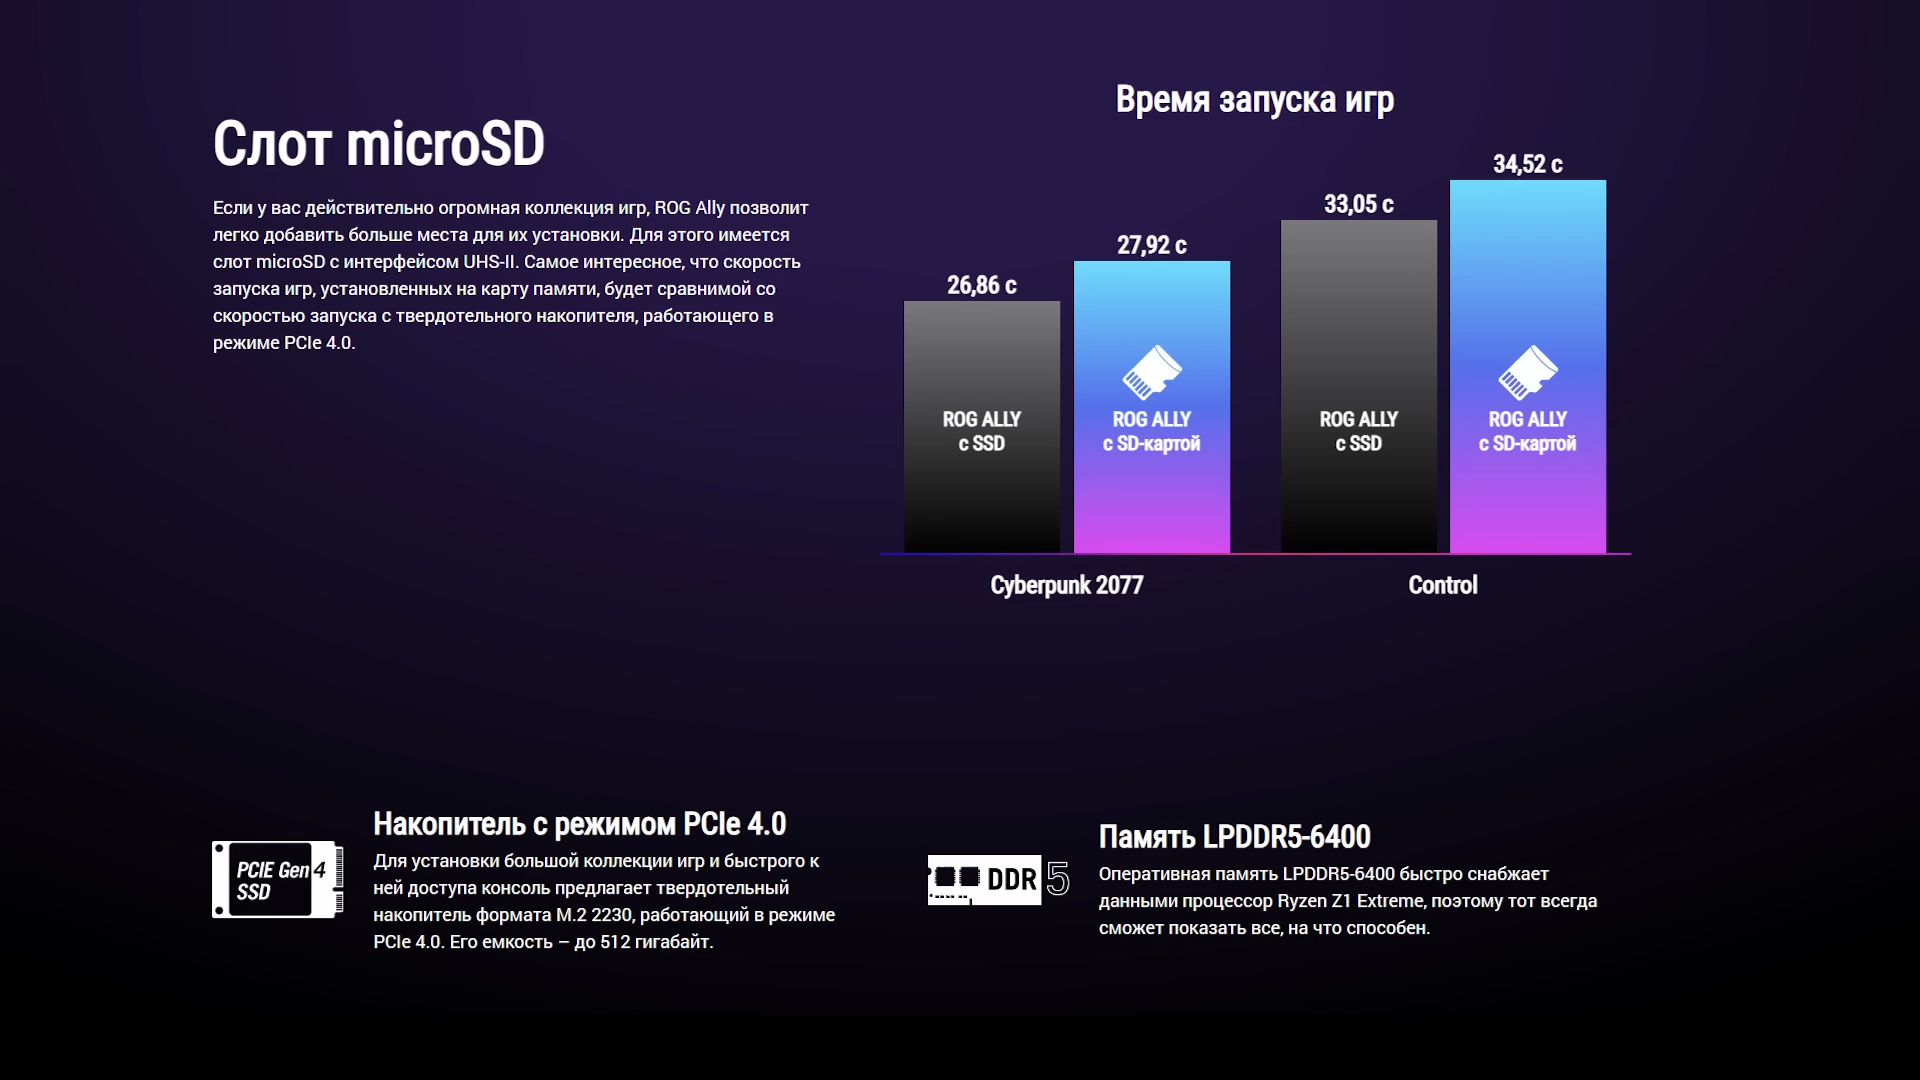 Слот microSD
Если у вас действительно огромная коллекция игр, ROG Ally позволит
легко добавить больше места для их установки. Для этого имеется
слот microSD с интерфейсом UHS-II. Самое интересное, что скорость
запуска игр, установленных на карту памяти, будет сравнимой со
скоростью запуска с твердотельного накопителя, работающего в
режиме PCIe 4.0.
Время запуска игр
26,86 с
27,92 с
33,05 с
34,52 с
ROG ALLY
с SSD
ROG ALLY
с SD-картой
ROG ALLY
с SSD
ROG ALLY
с SD-картой
Cyberpunk 2077
Control
PCIE Gen 4
SSD
Накопитель с режимом PCIe 4.0
Для установки большой коллекции игр и быстрого к
ней доступа консоль предлагает твердотельный
накопитель формата M.2 2230, работающий в режиме
PCIe 4.0. Его емкость – до 512 гигабайт.
DDR 5
Память LPDDR5-6400
Оперативная память LPDDR5-6400 быстро снабжает
данными процессор Ryzen Z1 Extreme, поэтому тот всегда
сможет показать все, на что способен.